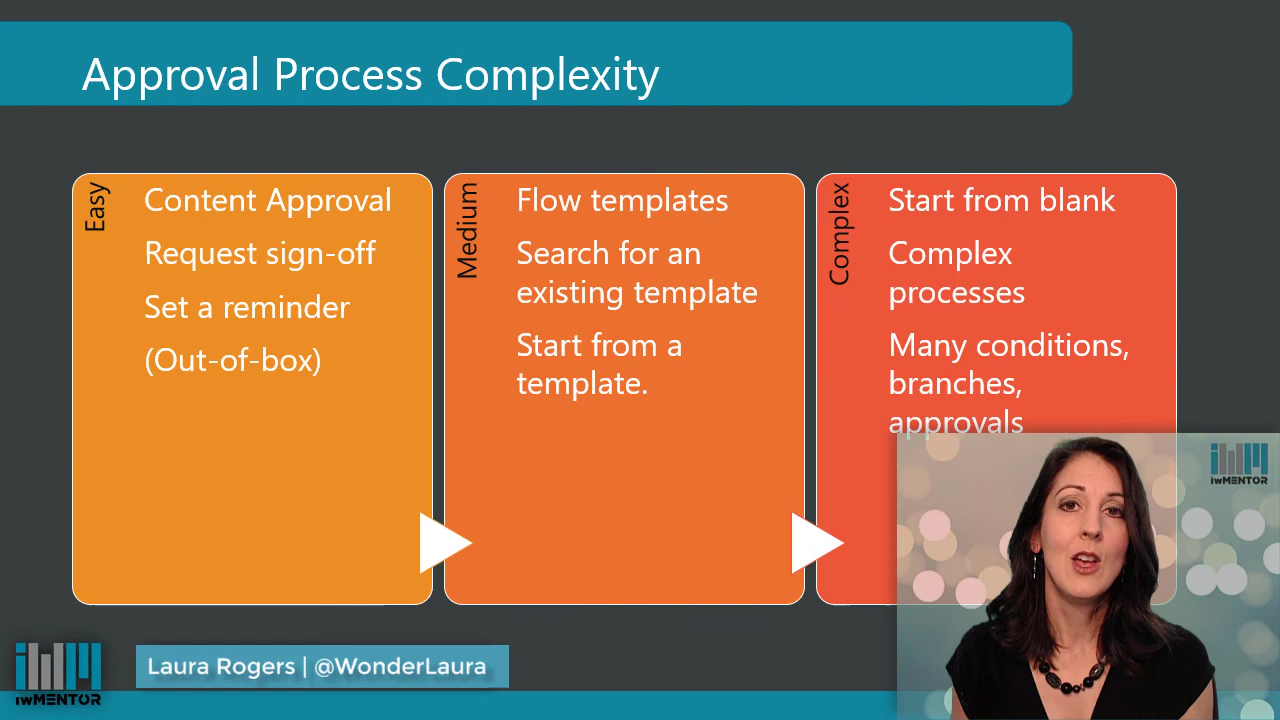 Approval Process Complexity
Easy
Content Approval
Request sign-off
Set a reminder
(Out-of-box)
Medium
Flow templates
Search for an
existing template
Start from a
template.
Complex
Start from blank
Complex
processes
Many conditions,
branches,
approvals
iwMENTOR
iwMENTOR
Laura Rogers | @WonderLaura